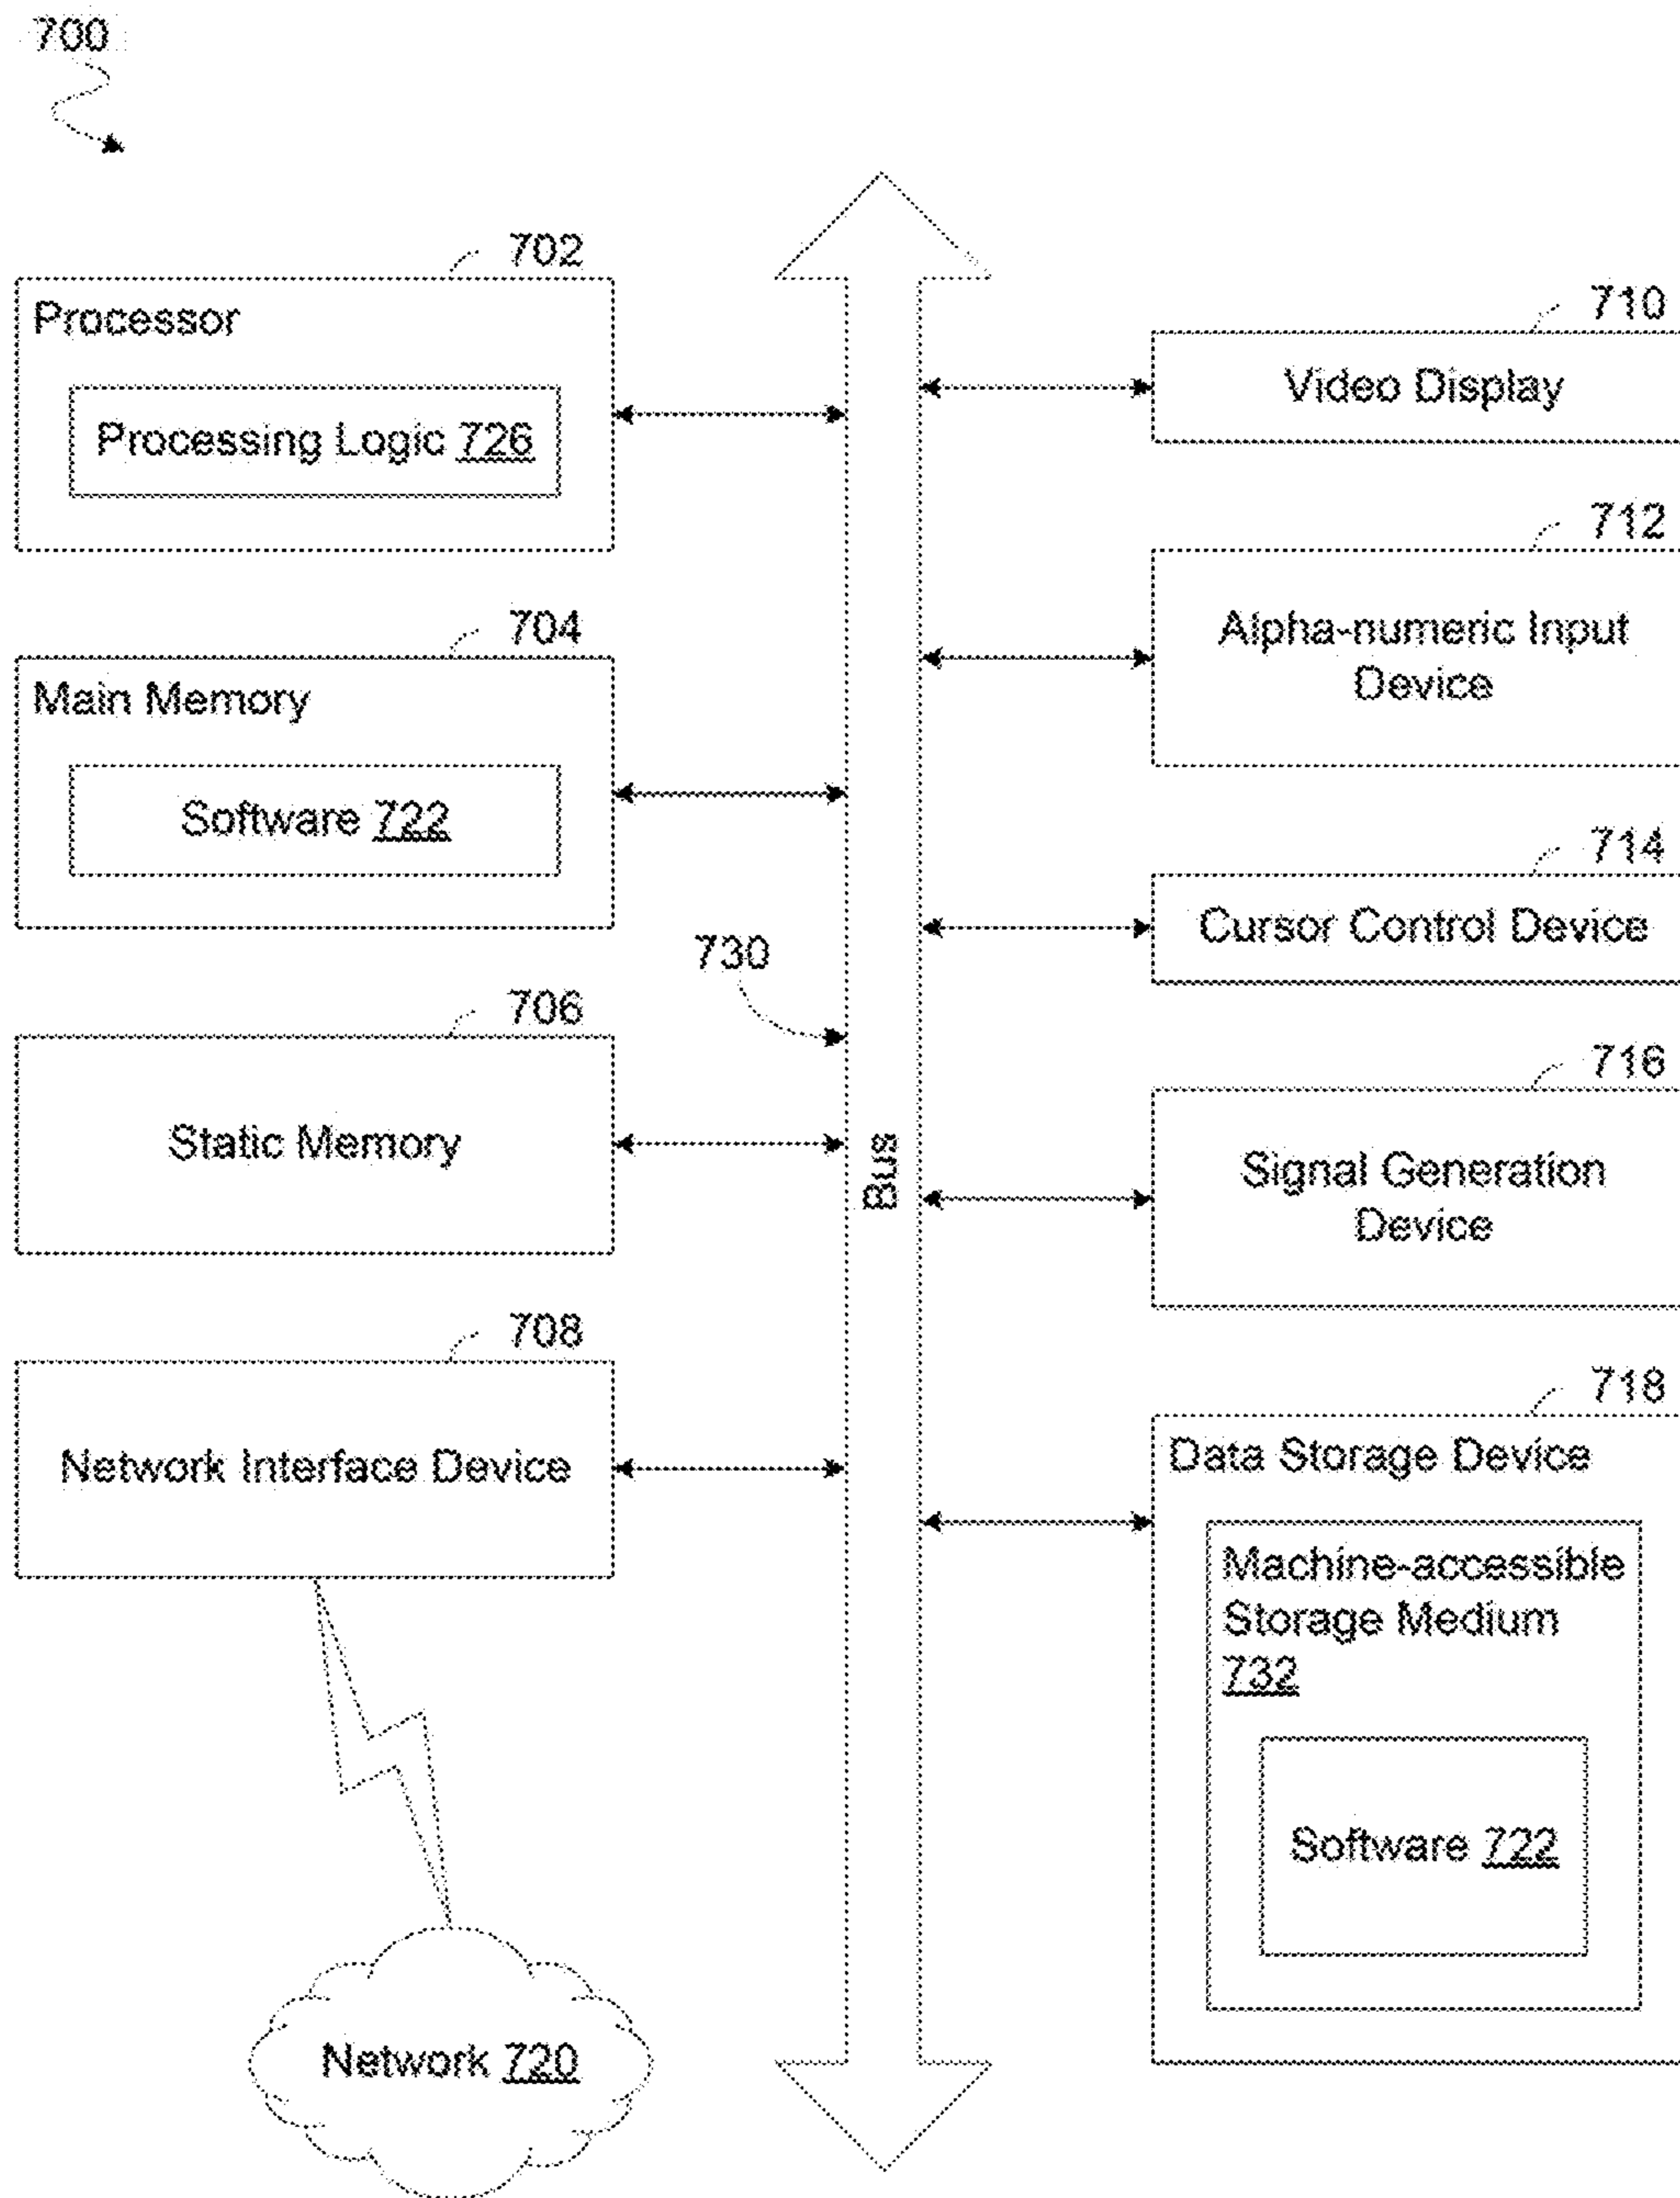 700
702
Processor
Processing Logic 726
704
Main Memory
Software 722
706
Static Memory
708
Network Interface Device
Network 720
730
Bus
710
Video Display
712
Alpha-numeric Input
Device
714
Cursor Control Device
716
Signal Generation
Device
718
Data Storage Device
Machine-accessible
Storage Medium
732
Software 722